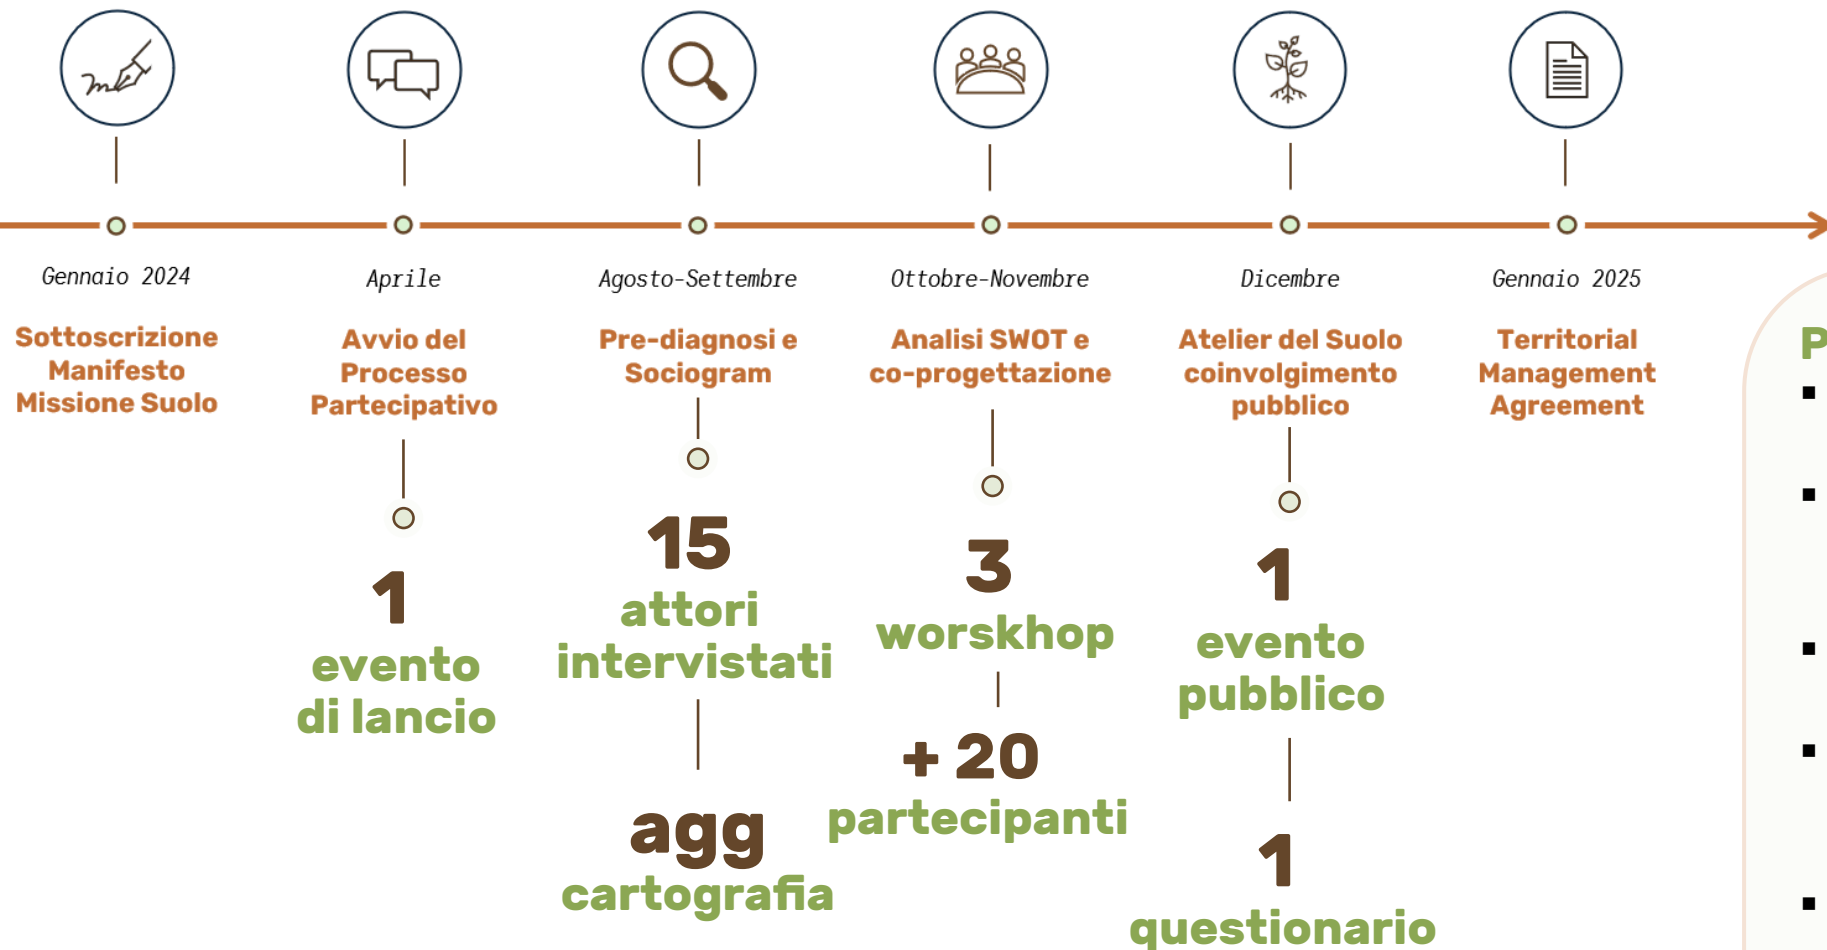 Gennaio 2024
Sottoscrizione
Manifesto
Missione Suolo
Aprile
Avvio del
Processo
Partecipativo
1
evento
di lancio
Agosto-Settembre
Pre-diagnosi e
Sociogram
15
attori
intervistati
agg
cartografia
Ottobre-Novembre
Analisi SWOT e
co-progettazione
3
worskhop
+ 20
partecipanti
Dicembre
Atelier del Suolo
coinvolgimento
pubblico
1
evento
pubblico
1
questionario
Gennaio 2025
Territorial
Management
Agreement
P